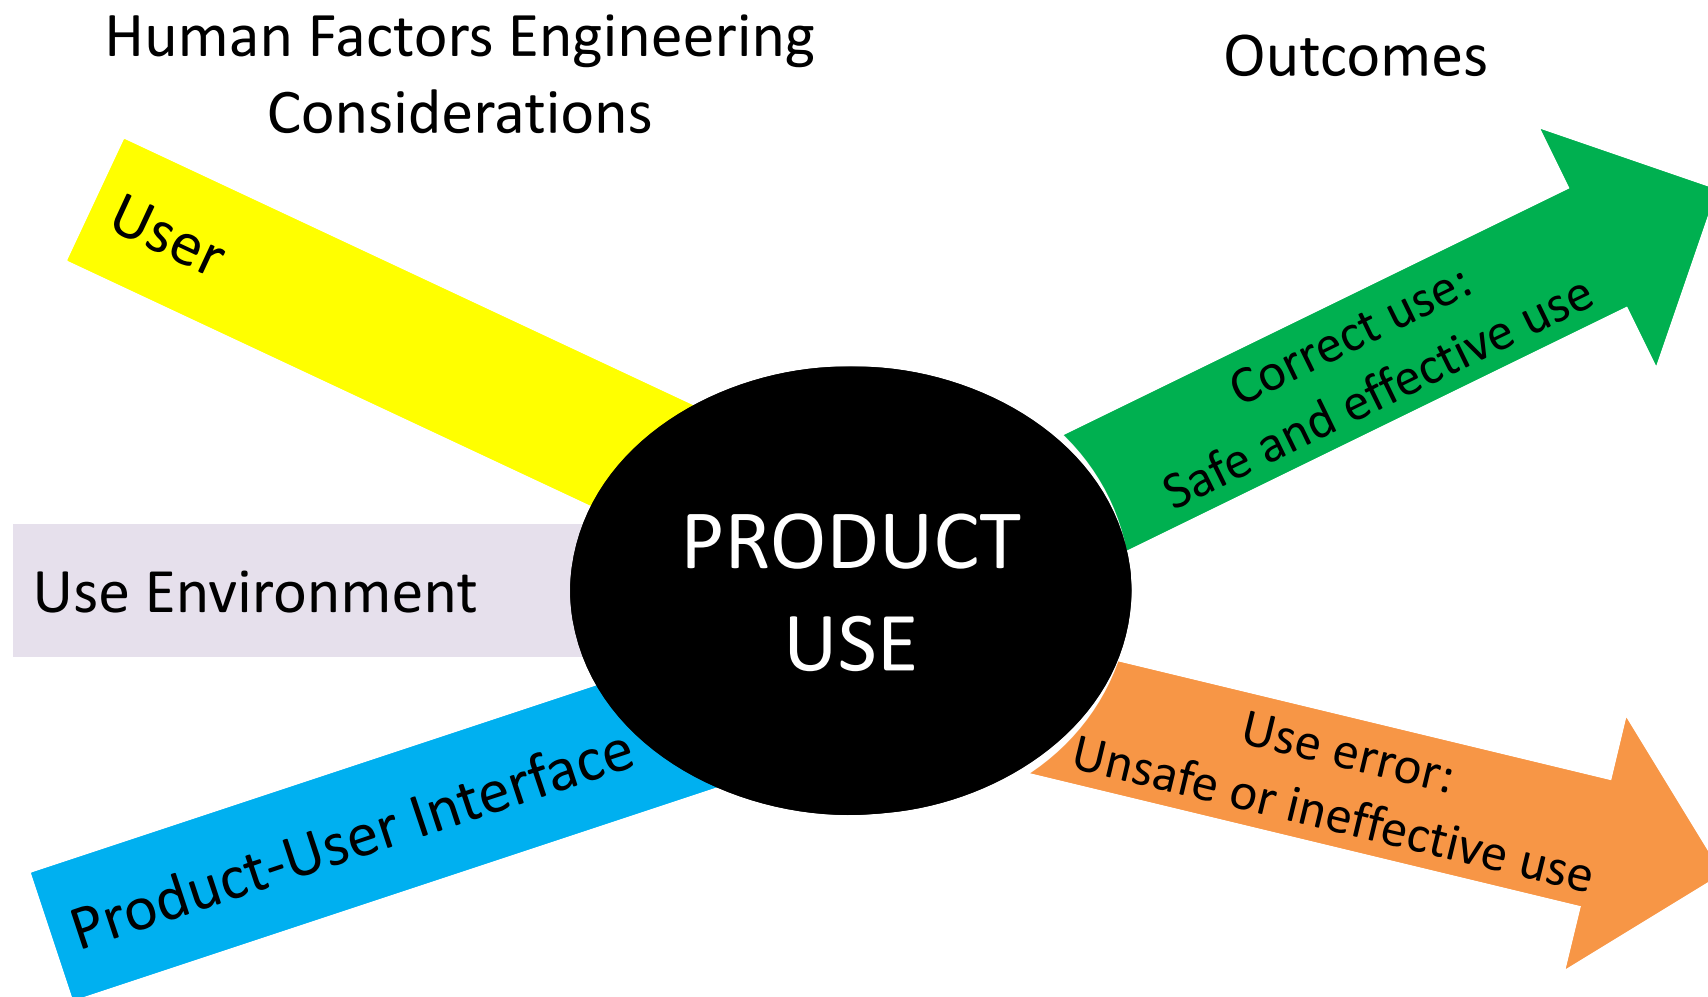 Human Factors Engineering
Considerations
Outcomes
User
Use Environment
Product-User Interface
PRODUCT
USE
Correct use:
Safe and effective use
Use error:
Unsafe or ineffective use